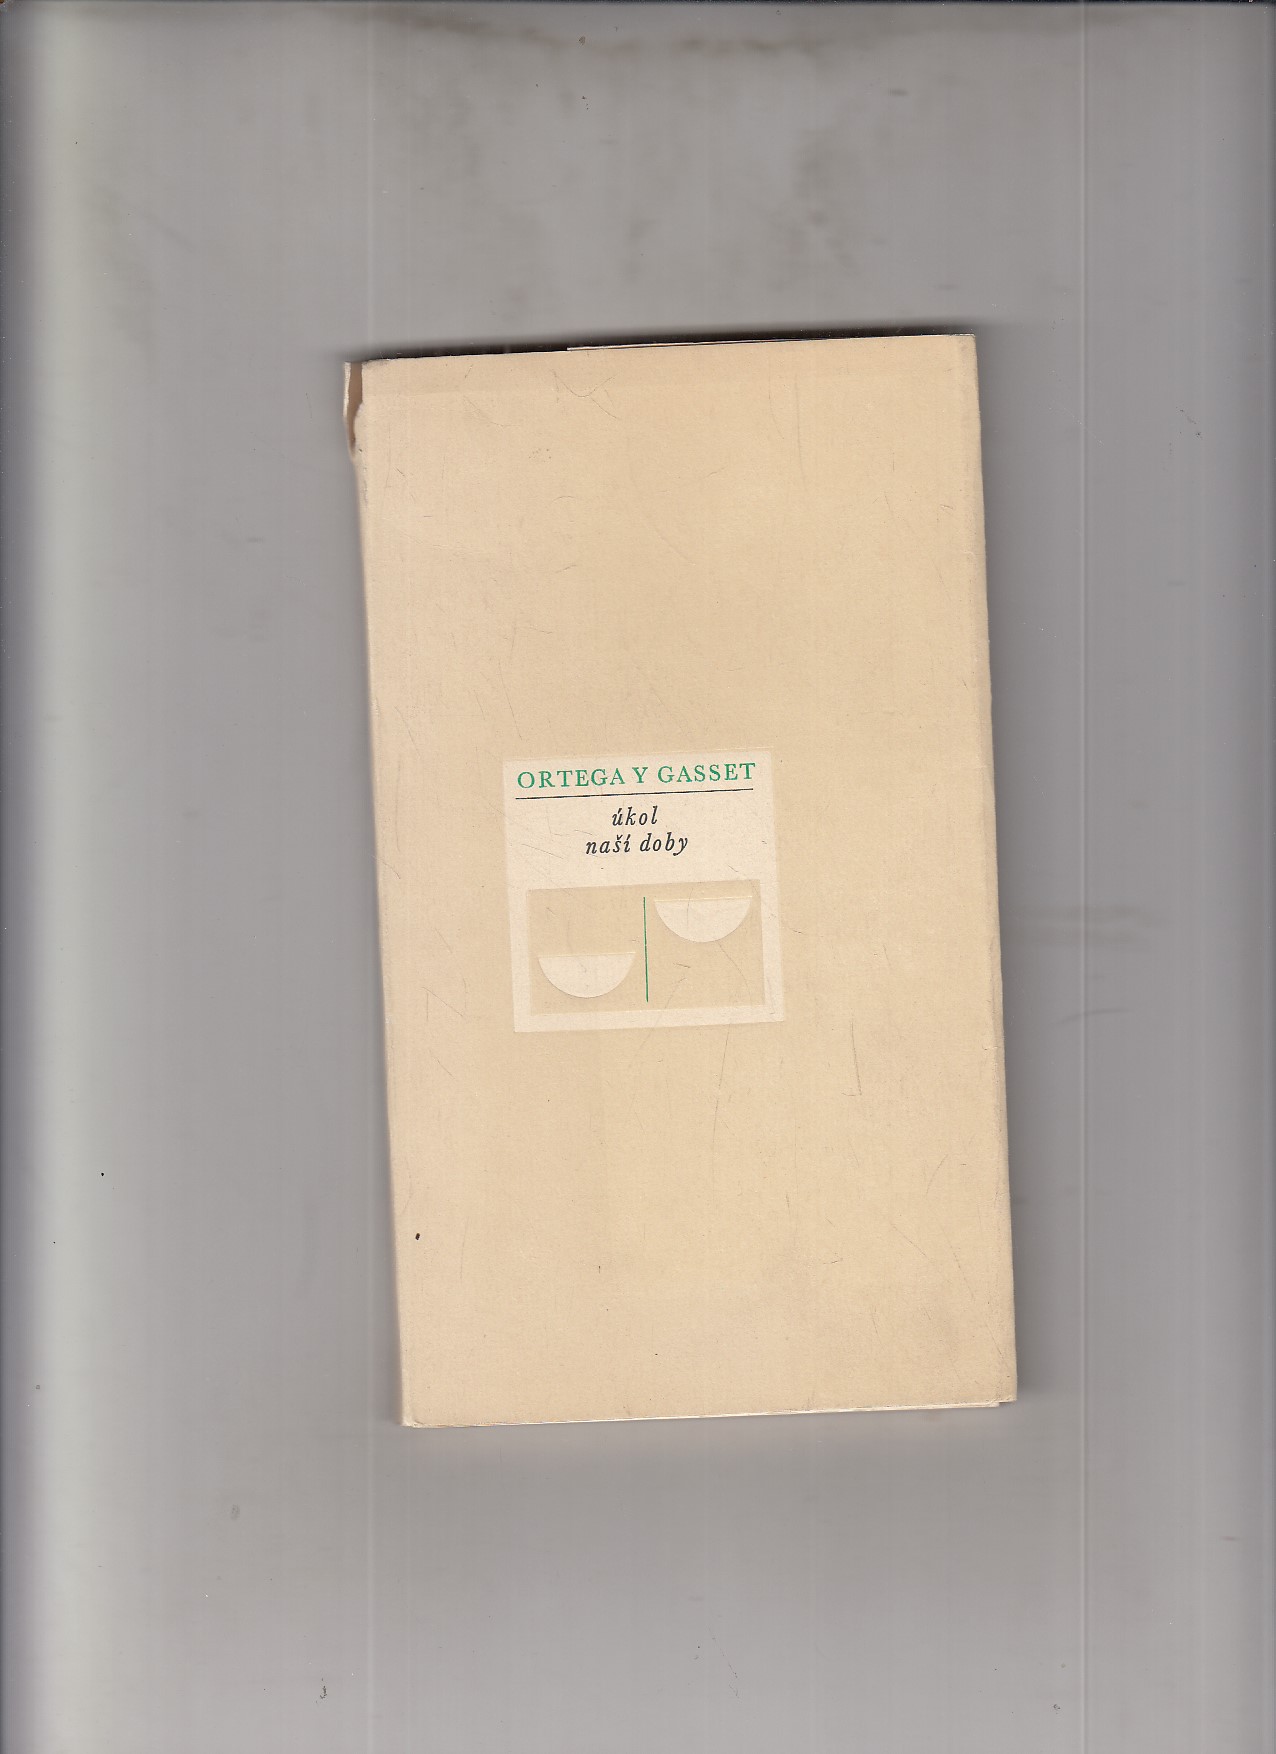 ORTEGA Y GASSET
úkol
naší doby